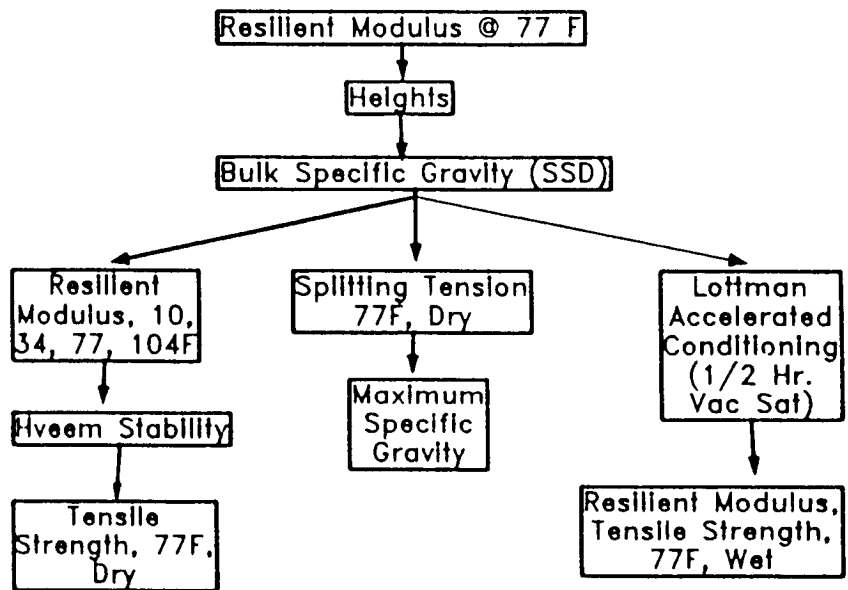 Resilient Modulus @ 77 F
Heights
Bulk Specific Gravity (SSD)
Resilient
Modulus, 10,
34, 77, 104F
Hveem Stability
Tensile
Strength, 77F,
Dry
Splitting Tension
77F, Dry
Maximum
Specific
Gravity
Lottman
Accelerated
Conditioning
(1/2 Hr.
Vac Sat)
Resilient Modulus,
Tensile Strength,
77F, Wet